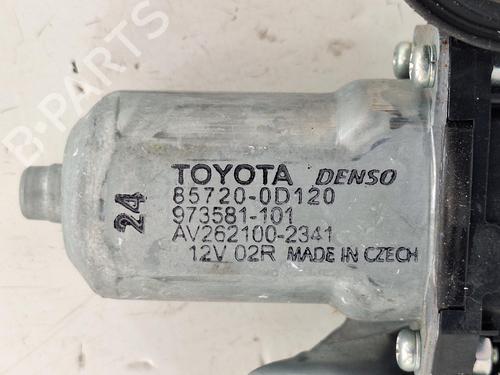 B-PARTS
24
TOYOTA DENSO
85720-0D120
973581-101
AV262100-2341
12V 02R MADE IN CZECH